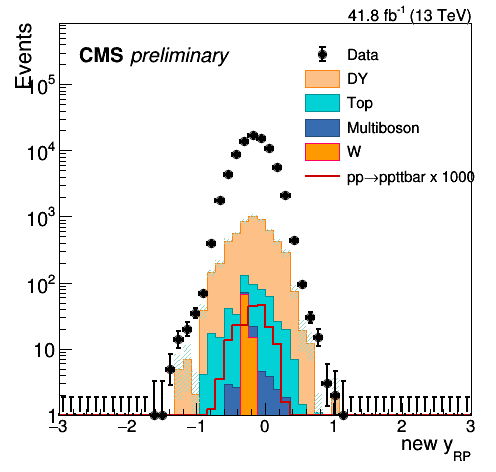 41.8 fb⁻¹ (13 TeV)
Events
CMS preliminary
Data
DY
Top
Multiboson
W
pp→ppttbar x 1000
10⁵
10⁴
10³
10²
10
1
−3 −2 −1 0 1 2 3
new y_RP